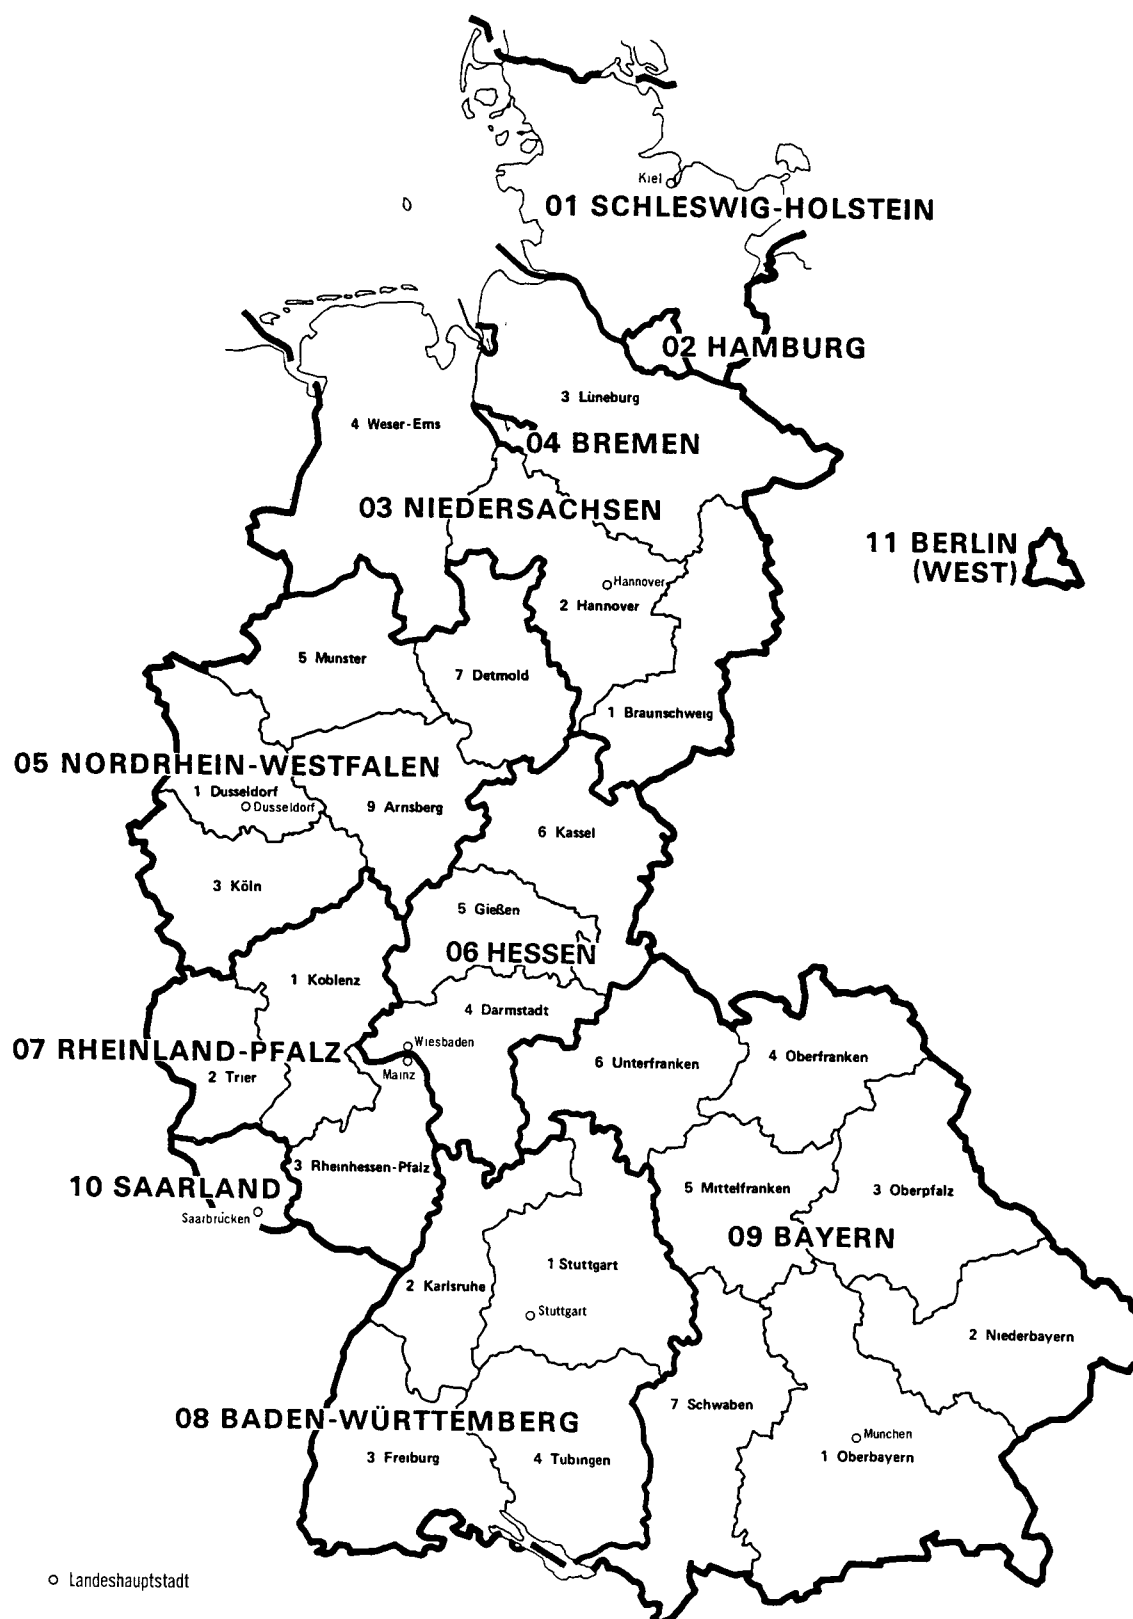 Kiel
01 SCHLESWIG-HOLSTEIN
02 HAMBURG
3 Lüneburg
4 Weser-Ems
04 BREMEN
03 NIEDERSACHSEN
11 BERLIN
(WEST)
Hannover
2 Hannover
5 Munster
7 Detmold
1 Braunschweig
05 NORDRHEIN-WESTFALEN
1 Dusseldorf
Dusseldorf
9 Arnsberg
6 Kassel
3 Köln
5 Gießen
06 HESSEN
1 Koblenz
4 Darmstadt
Wiesbaden
07 RHEINLAND-PFALZ
4 Oberfranken
6 Unterfranken
2 Trier
Mainz
3 Rheinhessen-Pfalz
10 SAARLAND
5 Mittelfranken
3 Oberpfalz
Saarbrücken
09 BAYERN
1 Stuttgart
2 Karlsruhe
Stuttgart
2 Niederbayern
7 Schwaben
08 BADEN-WÜRTTEMBERG
Munchen
3 Freiburg
4 Tubingen
1 Oberbayern
Landeshauptstadt